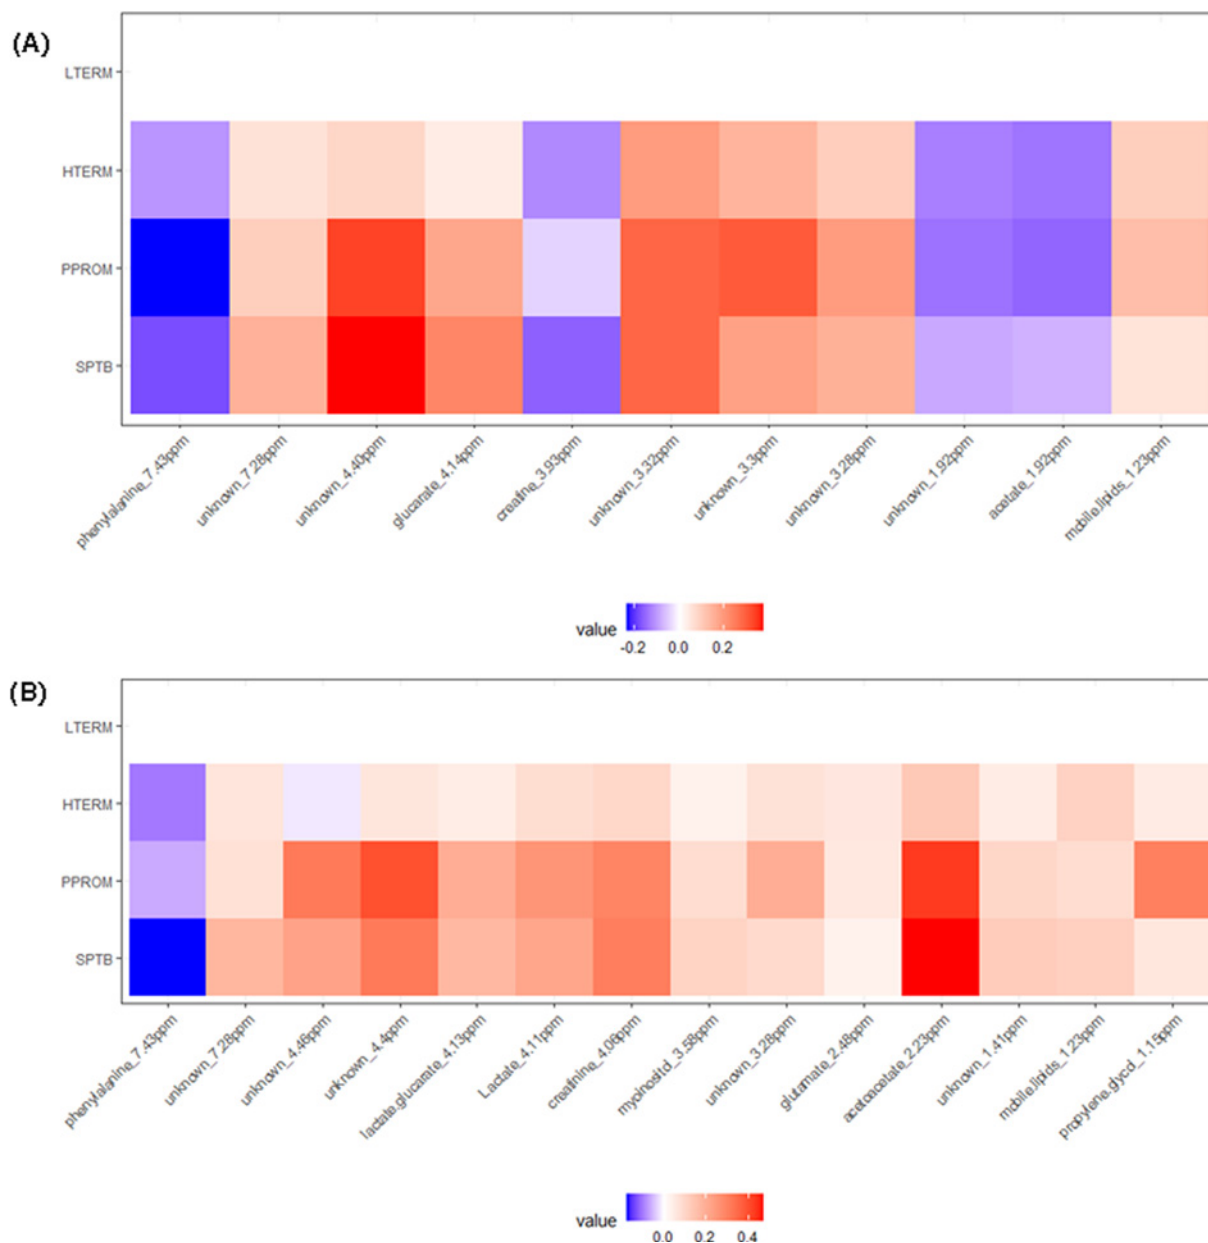 (A)
LTERM
HTERM
PPROM
SPTB
phenylalanine_7.43ppm
unknown_7.28ppm
unknown_4.40ppm
glucarate_4.14ppm
creatine_3.93ppm
unknown_3.32ppm
unknown_3.3ppm
unknown_3.28ppm
unknown_1.92ppm
acetate_1.92ppm
mobile.lipids_1.23ppm
value
-0.2 0.0 0.2
(B)
LTERM
HTERM
PPROM
SPTB
phenylalanine_7.43ppm
unknown_7.28ppm
unknown_4.46ppm
unknown_4.4ppm
lactate.glucarate_4.13ppm
Lactate_4.11ppm
creatinine_4.06ppm
myoinositol_3.58ppm
unknown_3.28ppm
glutamate_2.48ppm
acetoacetate_2.23ppm
unknown_1.41ppm
mobile.lipids_1.23ppm
propylene.glycol_1.15ppm
value
0.0 0.2 0.4